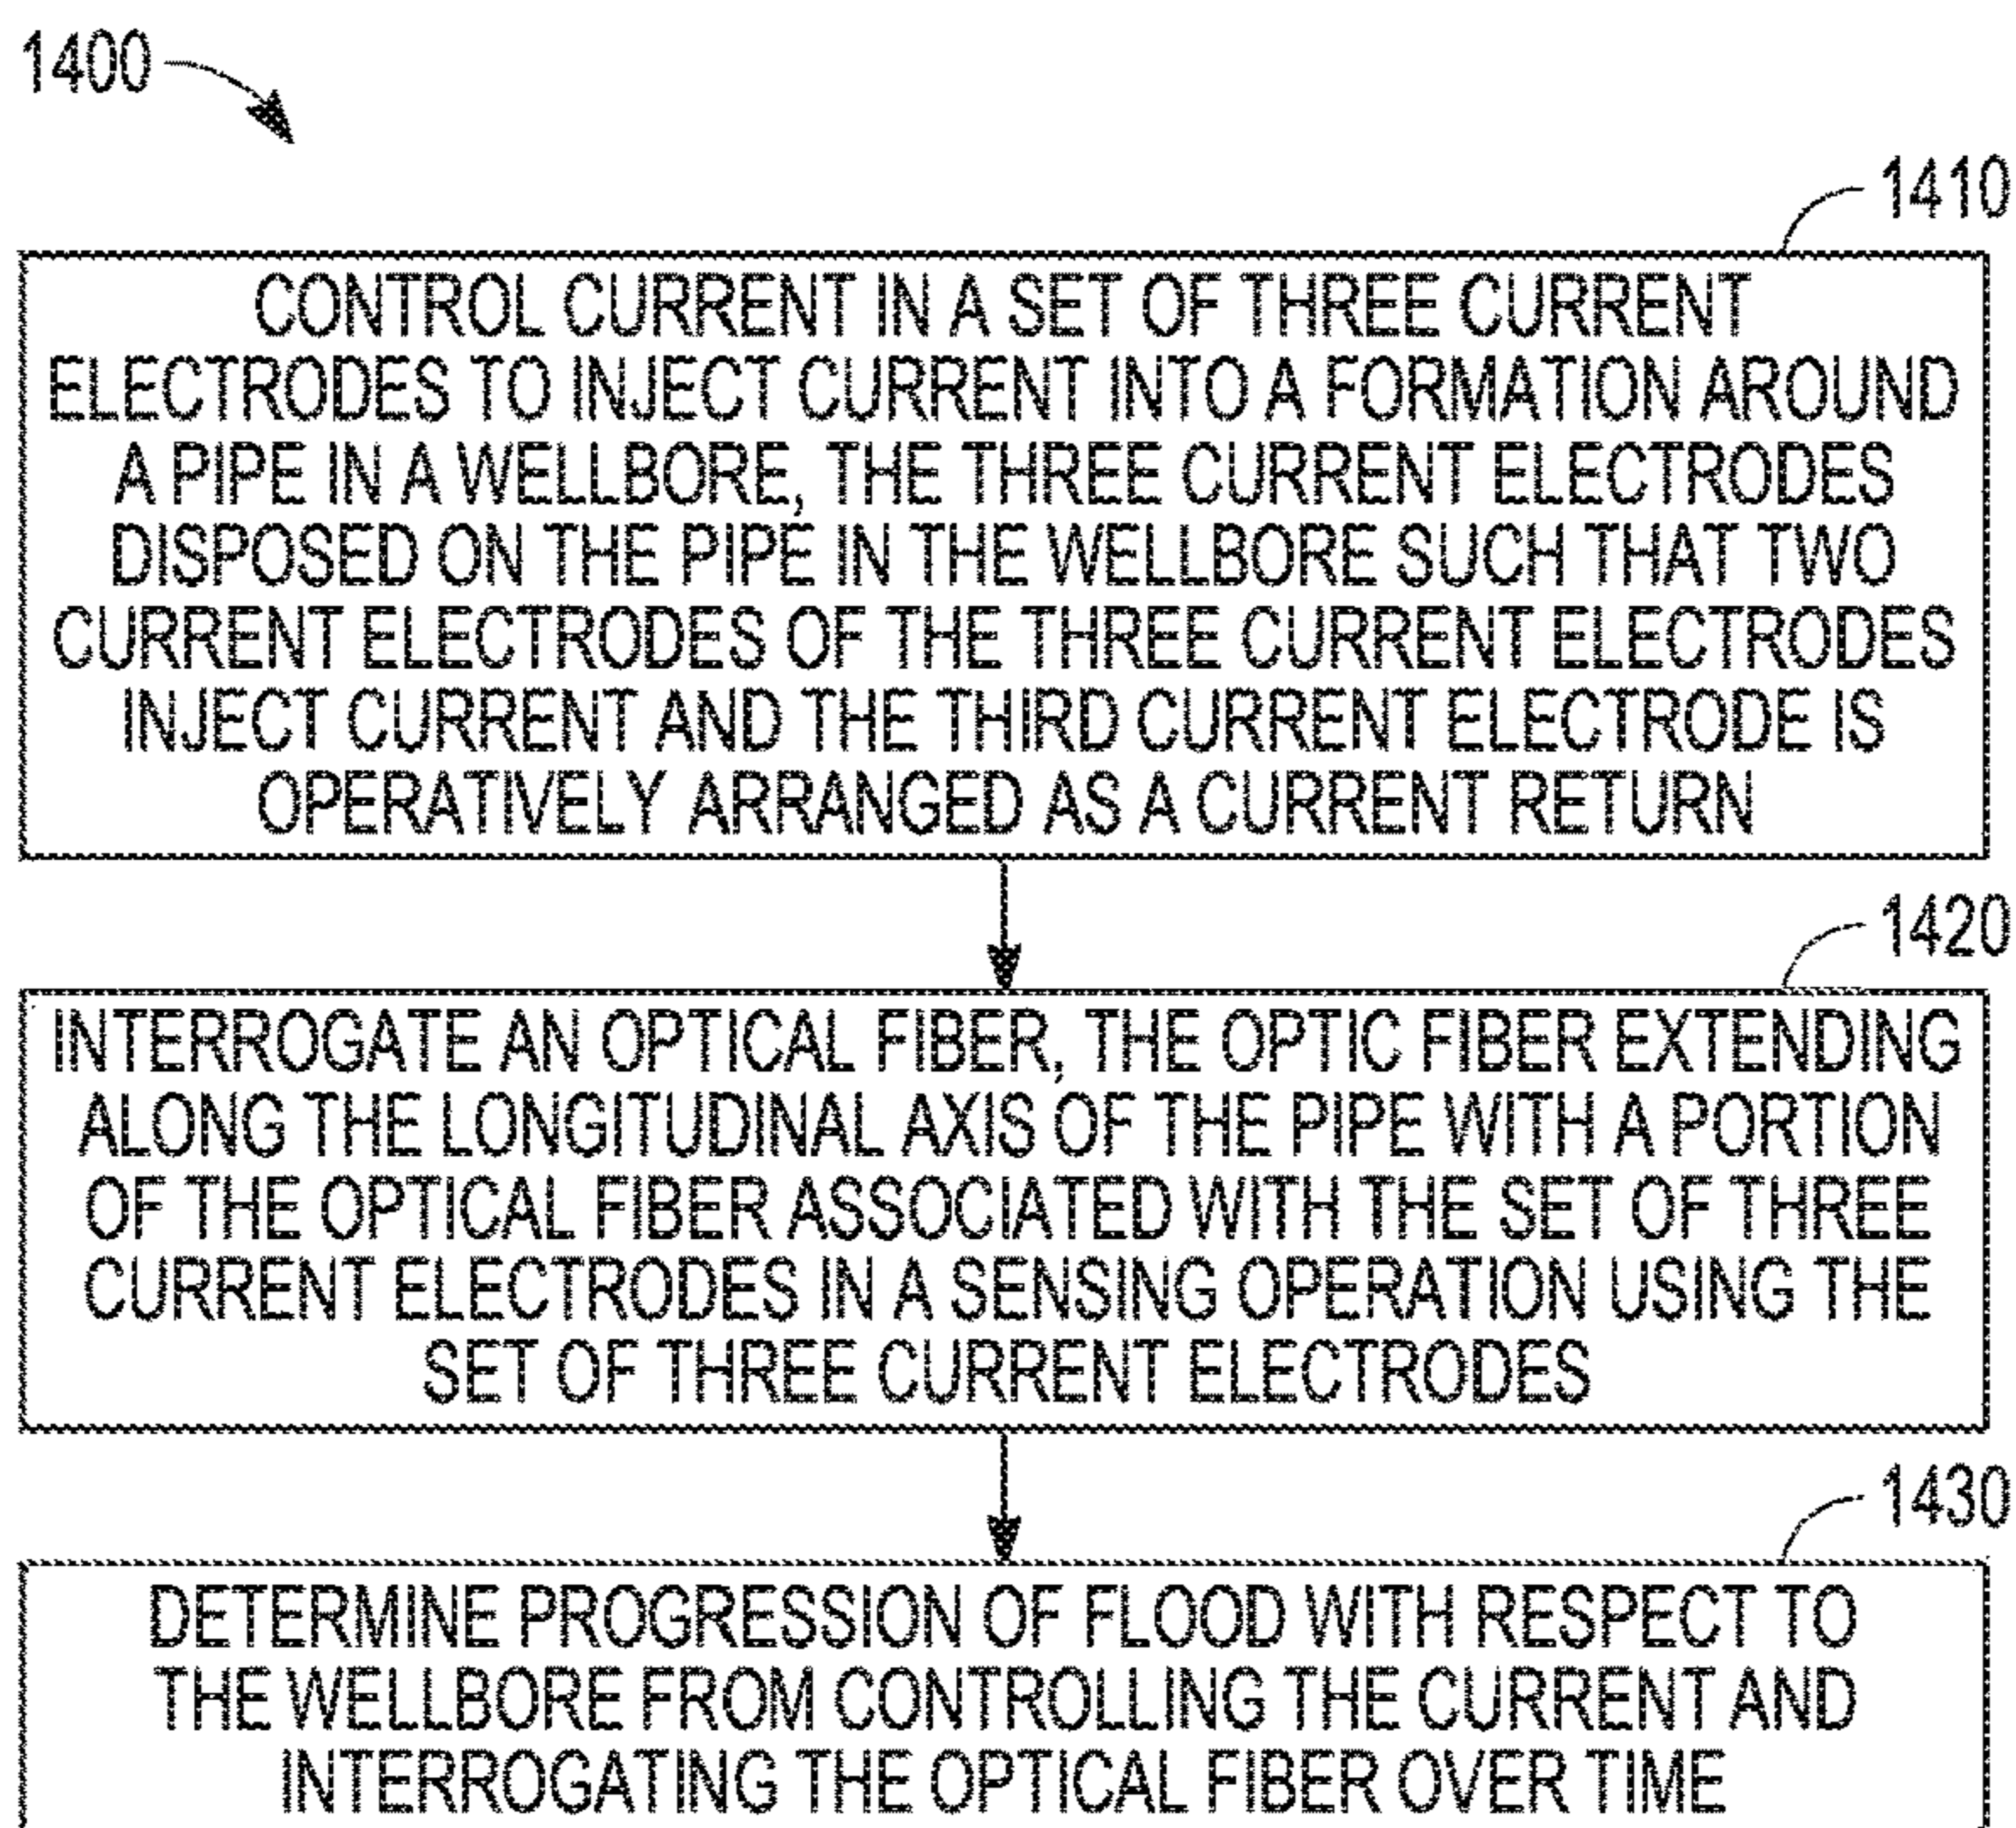 1400
1410
CONTROL CURRENT IN A SET OF THREE CURRENT
ELECTRODES TO INJECT CURRENT INTO A FORMATION AROUND
A PIPE IN A WELLBORE, THE THREE CURRENT ELECTRODES
DISPOSED ON THE PIPE IN THE WELLBORE SUCH THAT TWO
CURRENT ELECTRODES OF THE THREE CURRENT ELECTRODES
INJECT CURRENT AND THE THIRD CURRENT ELECTRODE IS
OPERATIVELY ARRANGED AS A CURRENT RETURN
1420
INTERROGATE AN OPTICAL FIBER, THE OPTIC FIBER EXTENDING
ALONG THE LONGITUDINAL AXIS OF THE PIPE WITH A PORTION
OF THE OPTICAL FIBER ASSOCIATED WITH THE SET OF THREE
CURRENT ELECTRODES IN A SENSING OPERATION USING THE
SET OF THREE CURRENT ELECTRODES
1430
DETERMINE PROGRESSION OF FLOOD WITH RESPECT TO
THE WELLBORE FROM CONTROLLING THE CURRENT AND
INTERROGATING THE OPTICAL FIBER OVER TIME